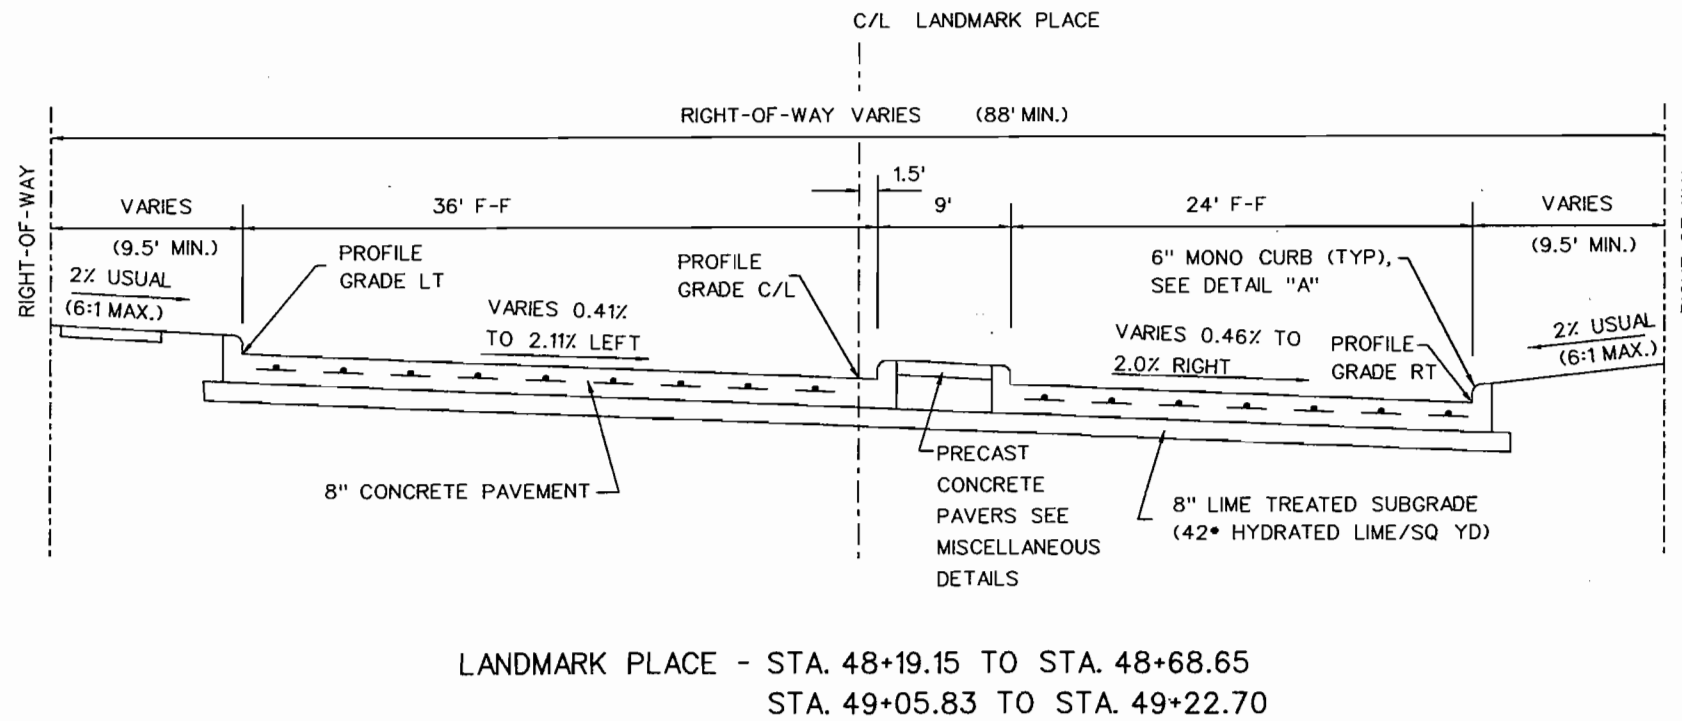 C/L LANDMARK PLACE
RIGHT-OF-WAY VARIES (88' MIN.)
RIGHT-OF-WAY
1.5'
VARIES
36' F-F
9'
24' F-F
VARIES
(9.5' MIN.)
(9.5' MIN.)
2% USUAL
(6:1 MAX.)
PROFILE
GRADE LT
PROFILE
GRADE C/L
6" MONO CURB (TYP),
SEE DETAIL "A"
VARIES 0.41%
TO 2.11% LEFT
VARIES 0.46% TO
2.0% RIGHT
PROFILE
GRADE RT
2% USUAL
(6:1 MAX.)
8" CONCRETE PAVEMENT
PRECAST
CONCRETE
PAVERS SEE
MISCELLANEOUS
DETAILS
8" LIME TREATED SUBGRADE
(42• HYDRATED LIME/SQ YD)
LANDMARK PLACE - STA. 48+19.15 TO STA. 48+68.65
STA. 49+05.83 TO STA. 49+22.70